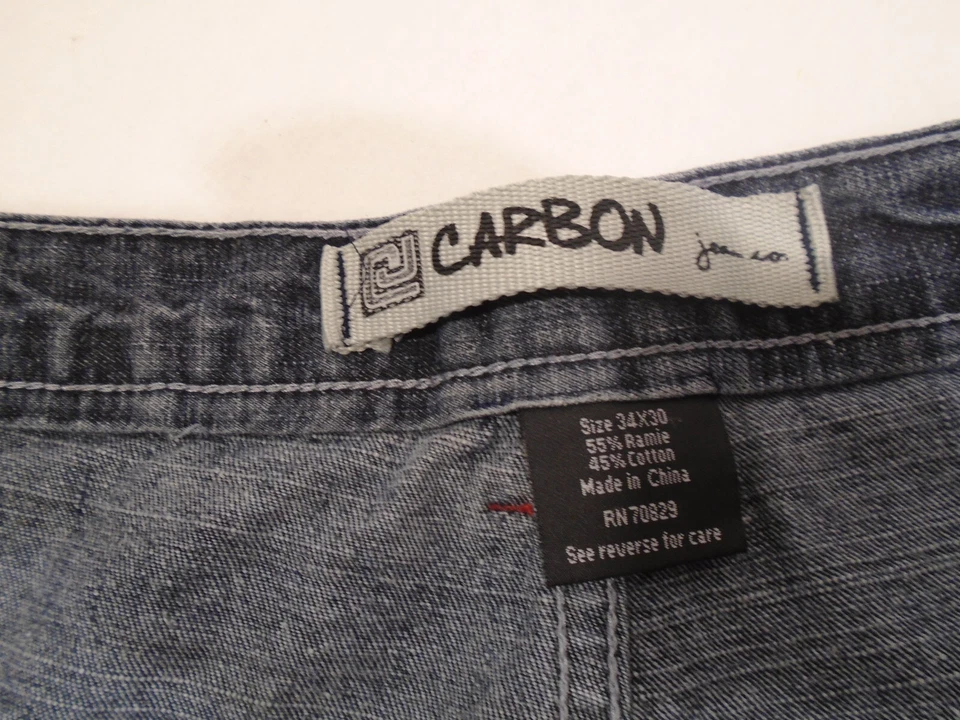 CARBON jean co.
Size 34X30
55% Ramie
45% Cotton
Made in China
RN 70829
See reverse for care